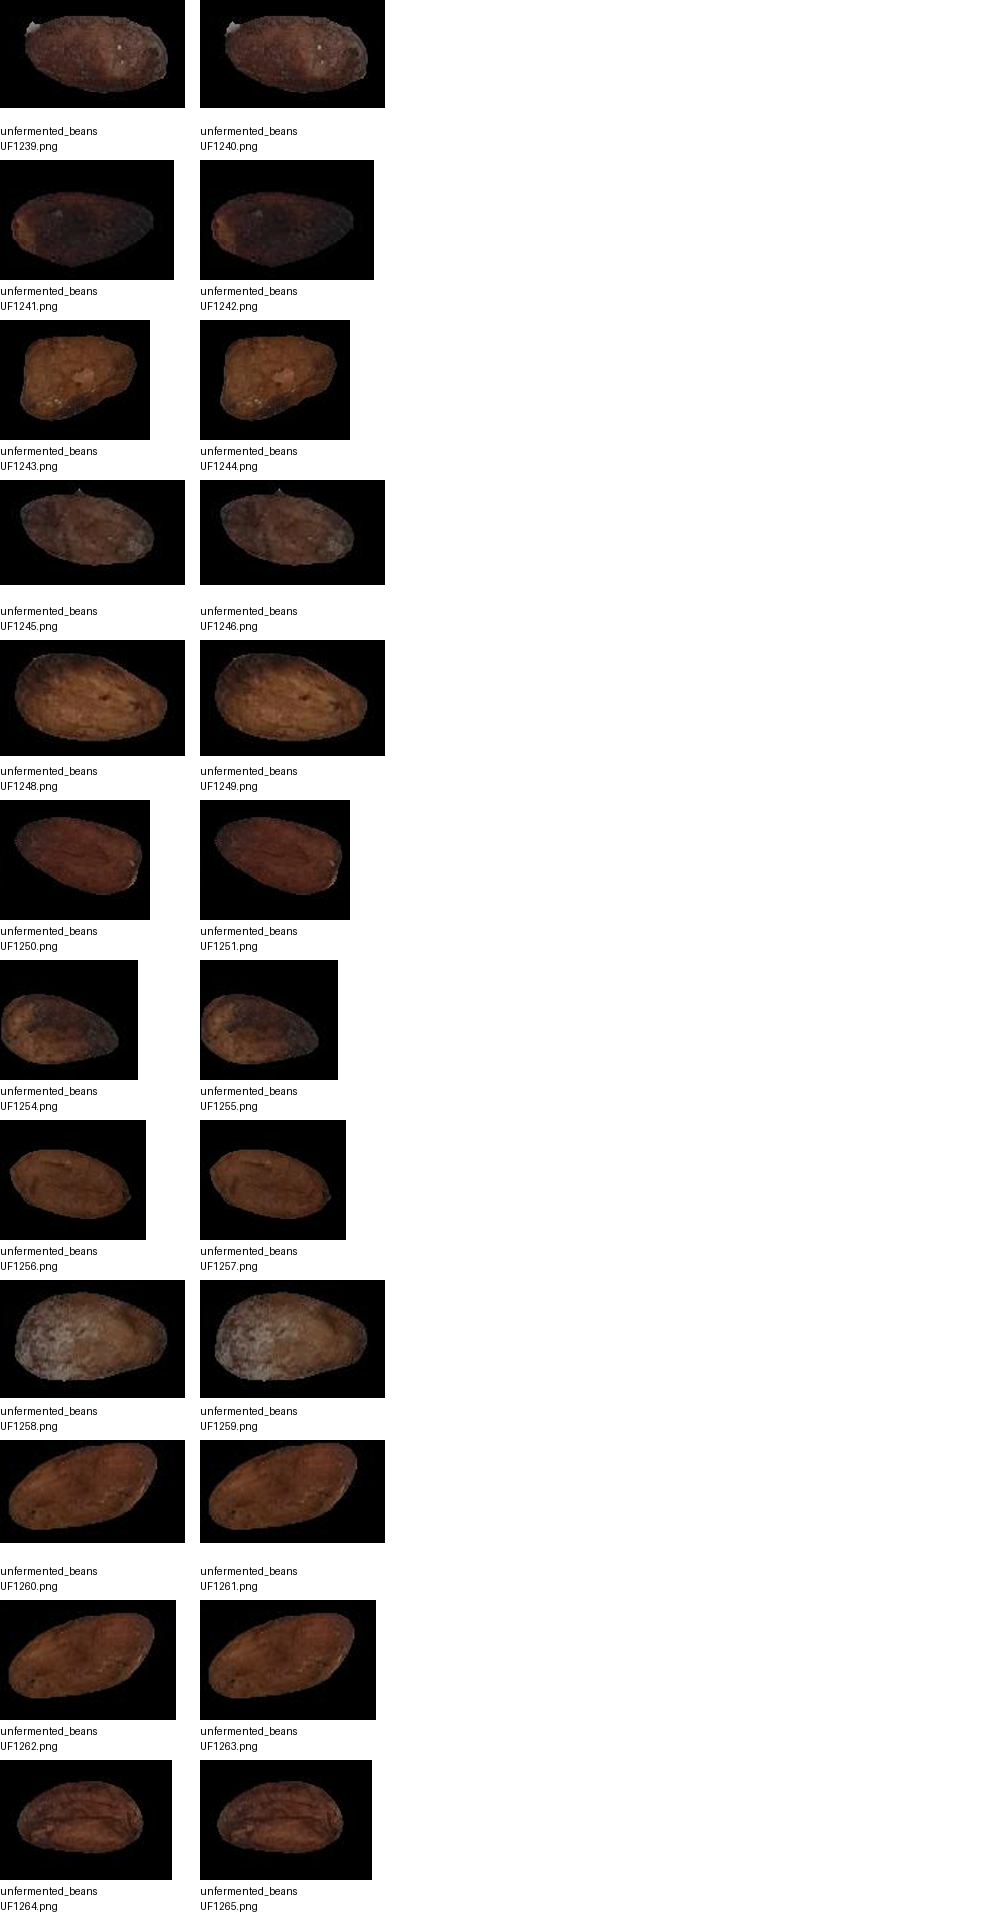 unfermented_beans unfermented_beans
UF1239.png UF1240.png
unfermented_beans unfermented_beans
UF1241.png UF1242.png
unfermented_beans unfermented_beans
UF1243.png UF1244.png
unfermented_beans unfermented_beans
UF1245.png UF1246.png
unfermented_beans unfermented_beans
UF1248.png UF1249.png
unfermented_beans unfermented_beans
UF1250.png UF1251.png
unfermented_beans unfermented_beans
UF1254.png UF1255.png
unfermented_beans unfermented_beans
UF1256.png UF1257.png
unfermented_beans unfermented_beans
UF1258.png UF1259.png
unfermented_beans unfermented_beans
UF1260.png UF1261.png
unfermented_beans unfermented_beans
UF1262.png UF1263.png
unfermented_beans unfermented_beans
UF1264.png UF1265.png